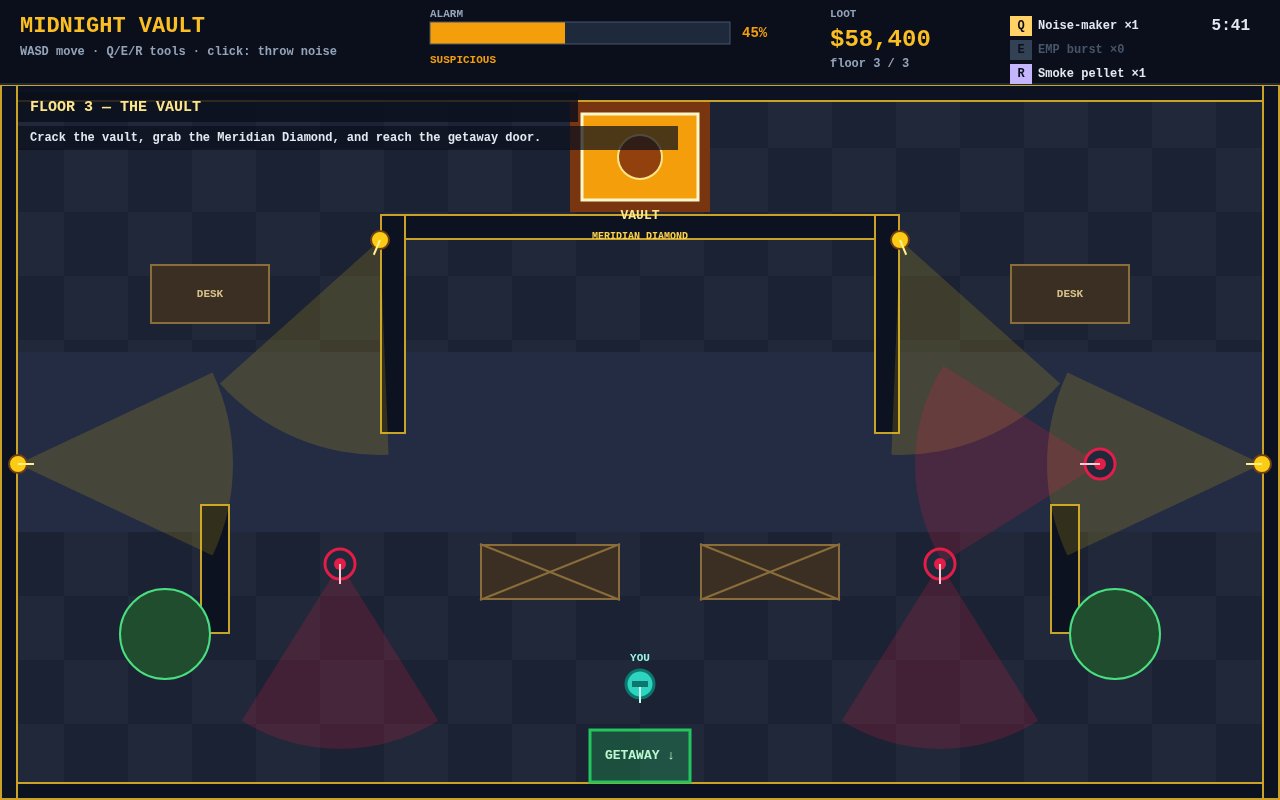 MIDNIGHT VAULT
WASD move · Q/E/R tools · click: throw noise
ALARM
45%
SUSPICIOUS
LOOT
$58,400
floor 3 / 3
Q Noise-maker ×1
E EMP burst ×0
R Smoke pellet ×1
5:41
FLOOR 3 — THE VAULT
Crack the vault, grab the Meridian Diamond, and reach the getaway door.
VAULT
MERIDIAN DIAMOND
DESK
DESK
YOU
GETAWAY ↓